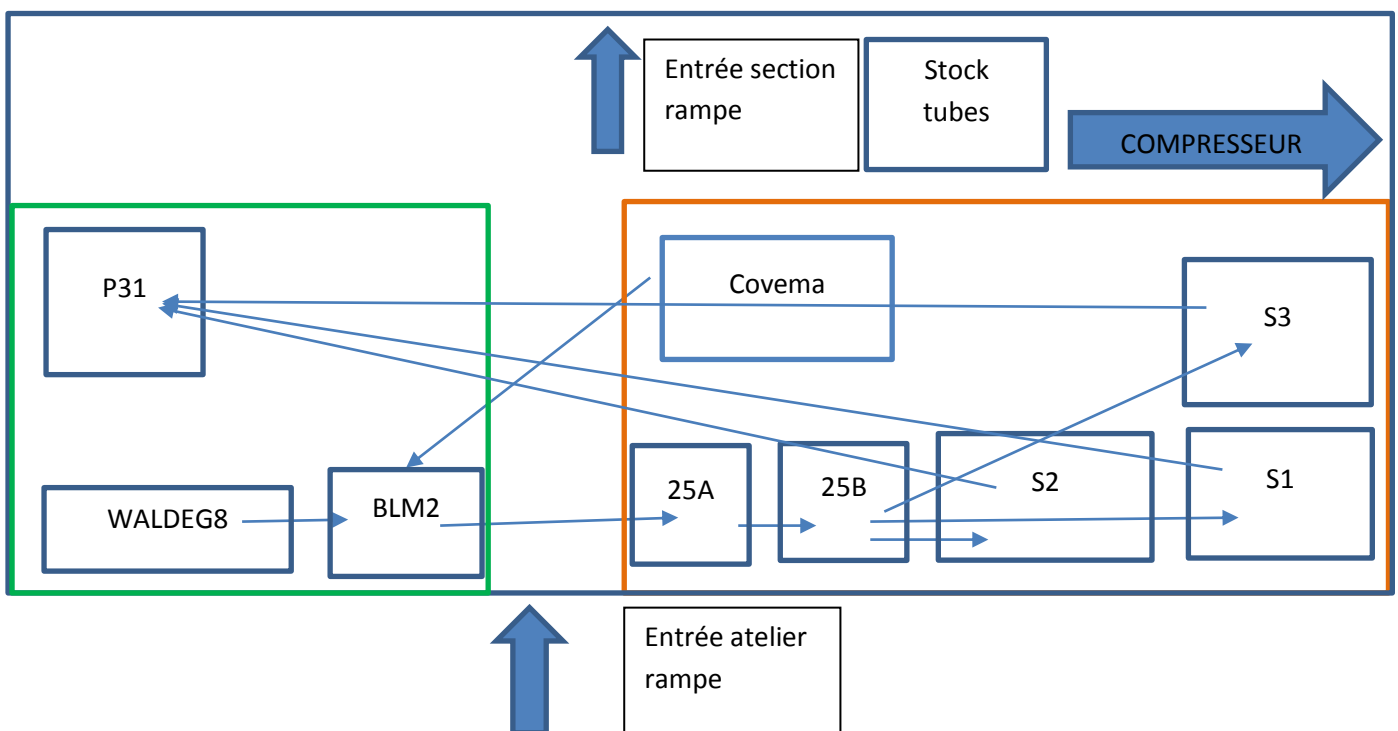 Entrée section
rampe
Stock
tubes
COMPRESSEUR
P31
Covema
S3
WALDEG8
BLM2
25A
25B
S2
S1
Entrée atelier
rampe